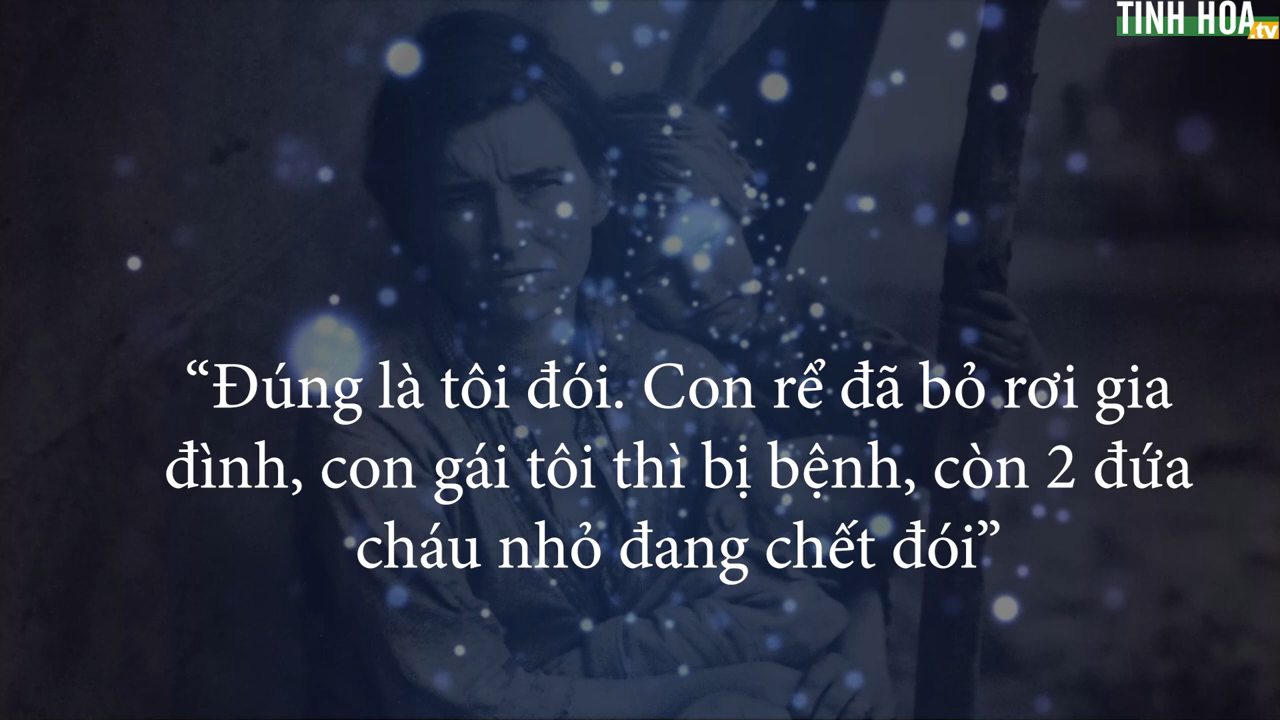 TINH HOA
.tv
“Đúng là tôi đói. Con rể đã bỏ rơi gia
đình, con gái tôi thì bị bệnh, còn 2 đứa
cháu nhỏ đang chết đói”